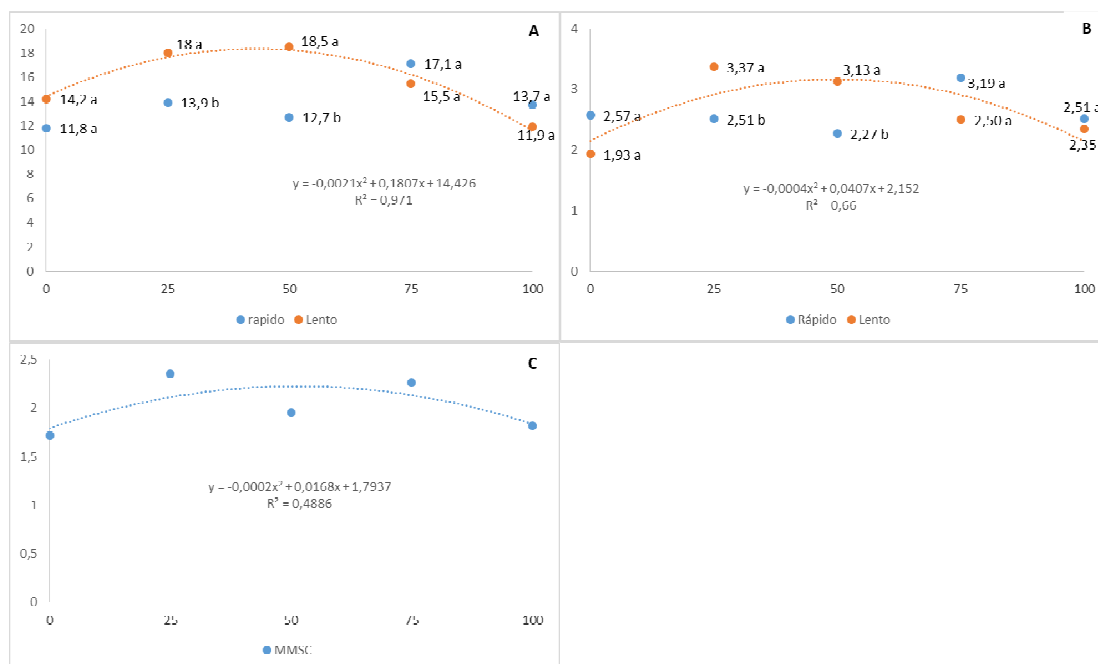 A
20
18
16
14
12
10
8
6
4
2
0
18 a
18,5 a
17,1 a
15,5 a
14,2 a
13,9 b
12,7 b
13,7 a
11,8 a
11,9 a
y = -0,0021x² + 0,1807x + 14,426
R² = 0,971
0 25 50 75 100
rapido Lento
B
4
3
2
1
0
3,37 a
3,13 a
3,19 a
2,57 a
2,51 b
2,27 b
2,50 a
2,51 a
2,35
1,93 a
y = -0,0004x² + 0,0407x + 2,152
R² = 0,66
0 25 50 75 100
Rápido Lento
C
2,5
2
1,5
1
0,5
0
y = -0,0002x² + 0,0168x + 1,7937
R² = 0,4886
0 25 50 75 100
MMSC